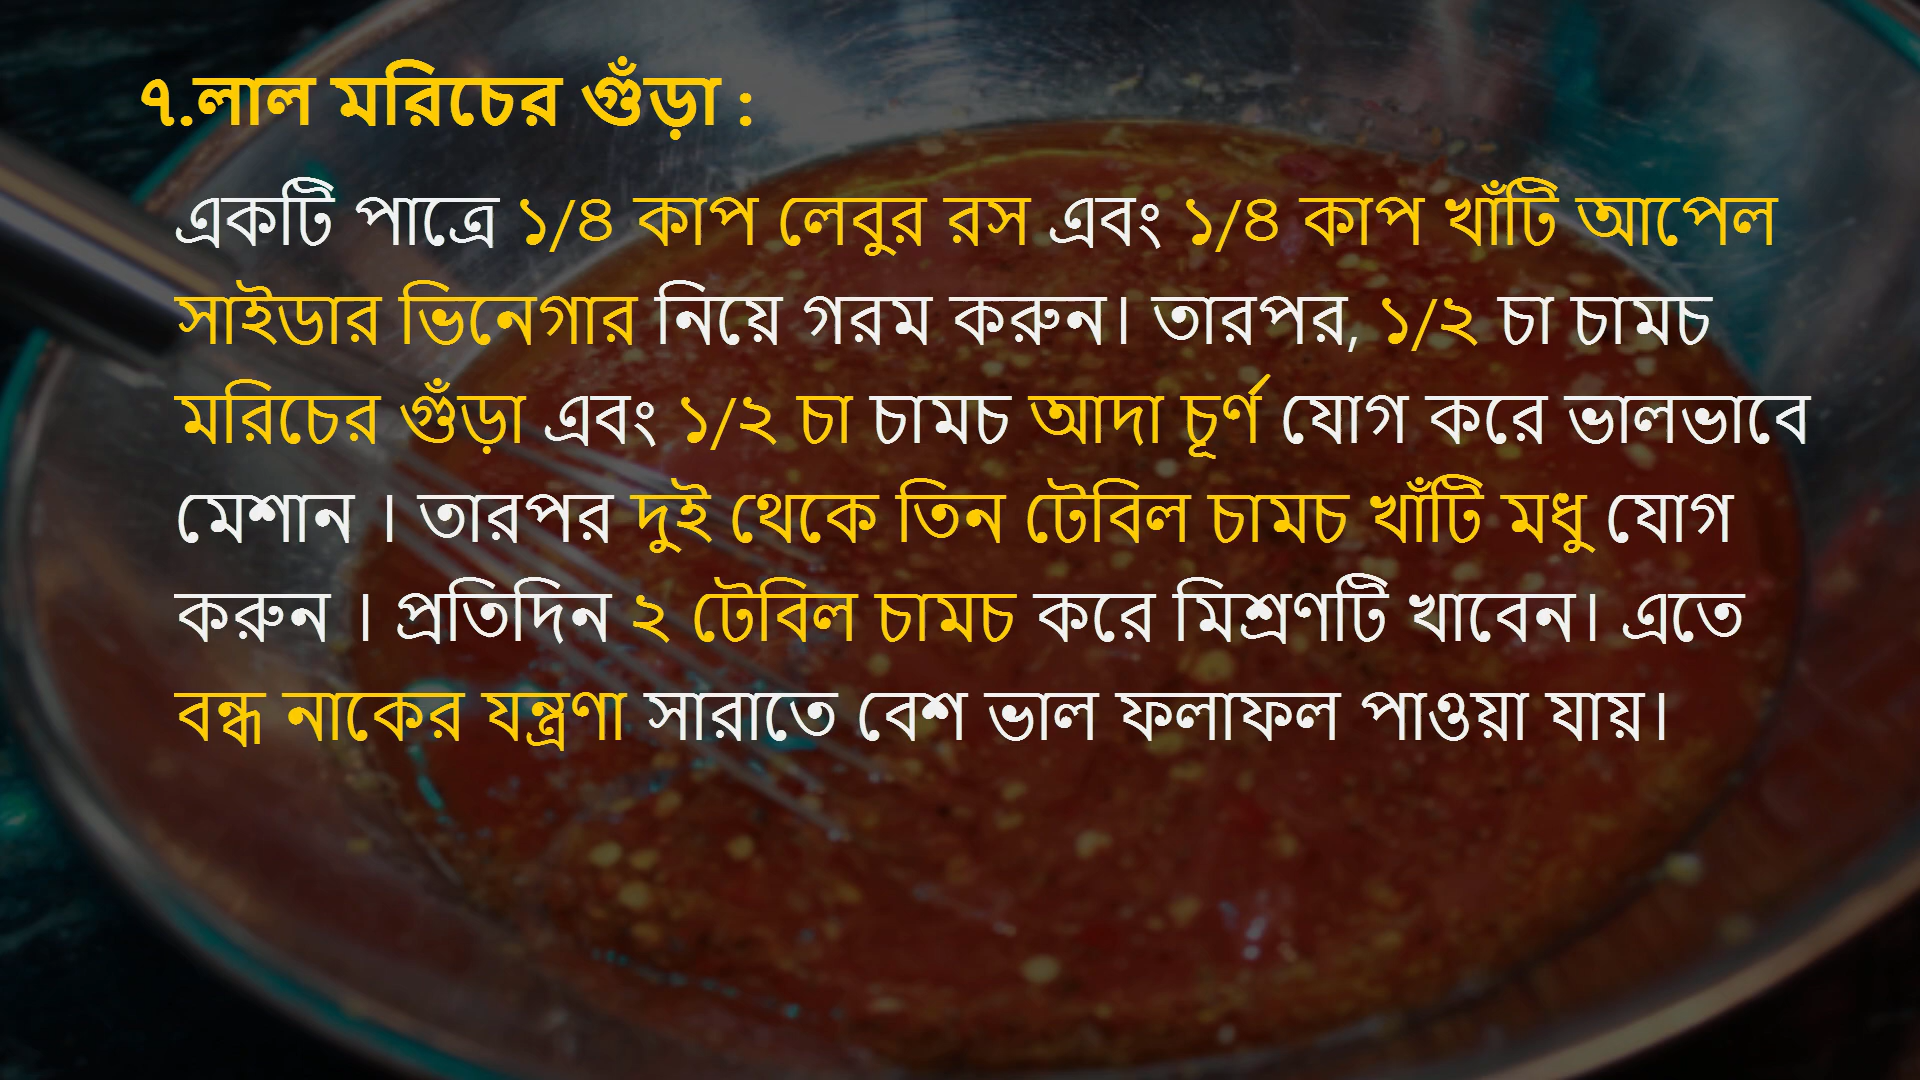 ৭.লাল মরিচের গুঁড়া :
একটি পাত্রে ১/৪ কাপ লেবুর রস এবং ১/৪ কাপ খাঁটি আপেল
সাইডার ভিনেগার নিয়ে গরম করুন। তারপর, ১/২ চা চামচ
মরিচের গুঁড়া এবং ১/২ চা চামচ আদা চূর্ণ যোগ করে ভালভাবে
মেশান । তারপর দুই থেকে তিন টেবিল চামচ খাঁটি মধু যোগ
করুন । প্রতিদিন ২ টেবিল চামচ করে মিশ্রণটি খাবেন। এতে
বন্ধ নাকের যন্ত্রণা সারাতে বেশ ভাল ফলাফল পাওয়া যায়।